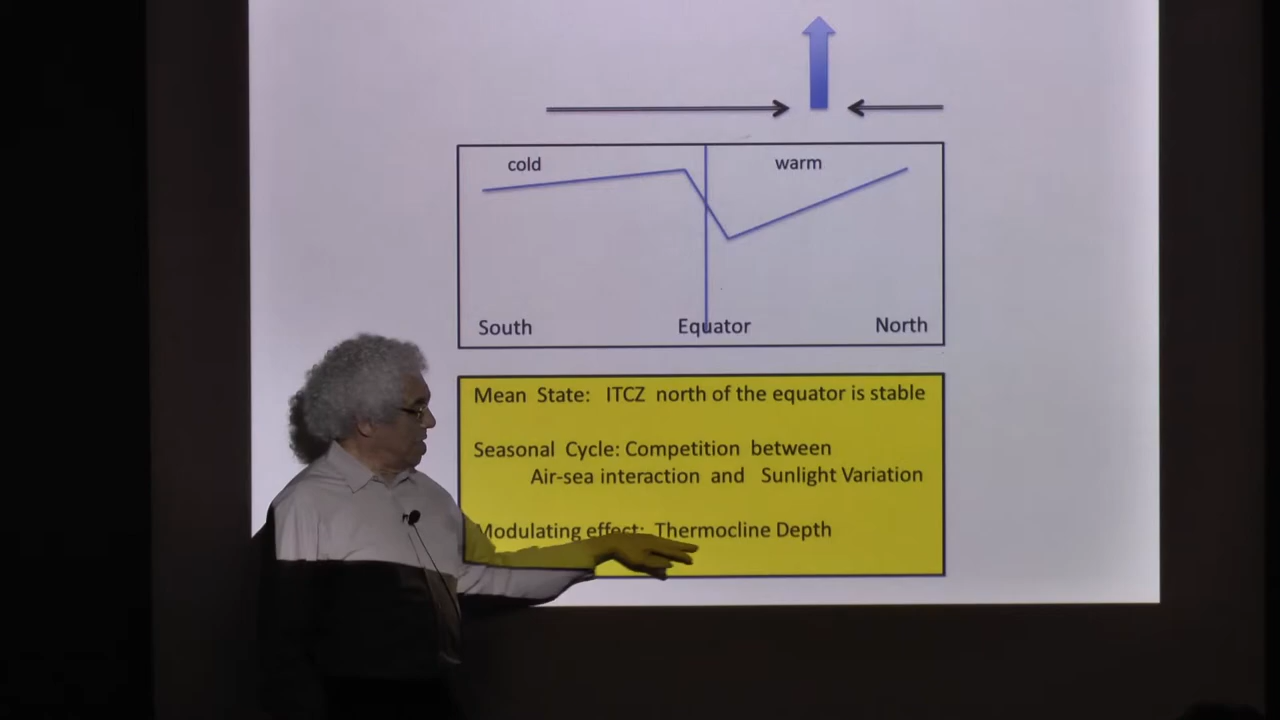 cold
warm
South
Equator
North
Mean State: ITCZ north of the equator is stable
Seasonal Cycle: Competition between
Air-sea interaction and Sunlight Variation
Modulating effect: Thermocline Depth